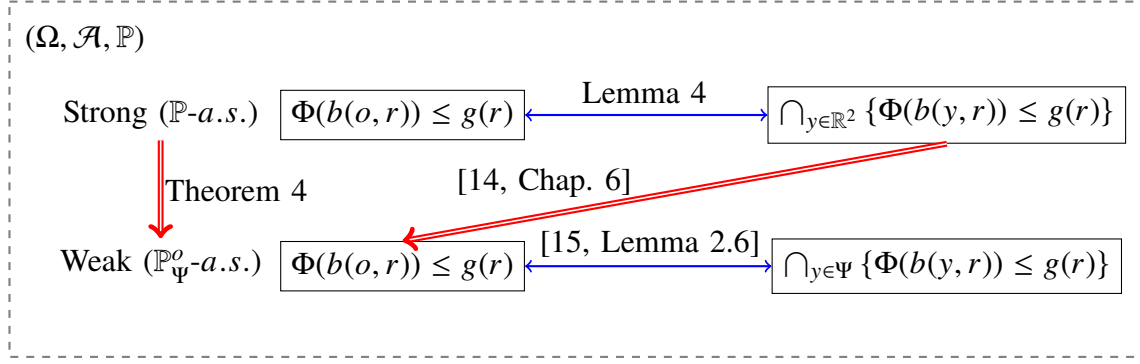 (Ω, 𝒜, ℙ)
Strong (ℙ-a.s.) Φ(b(o, r)) ≤ g(r) Lemma 4 ⋂_{y∈ℝ²} {Φ(b(y, r)) ≤ g(r)}
Theorem 4 [14, Chap. 6]
Weak (ℙ^o_Ψ-a.s.) Φ(b(o, r)) ≤ g(r) [15, Lemma 2.6] ⋂_{y∈Ψ} {Φ(b(y, r)) ≤ g(r)}